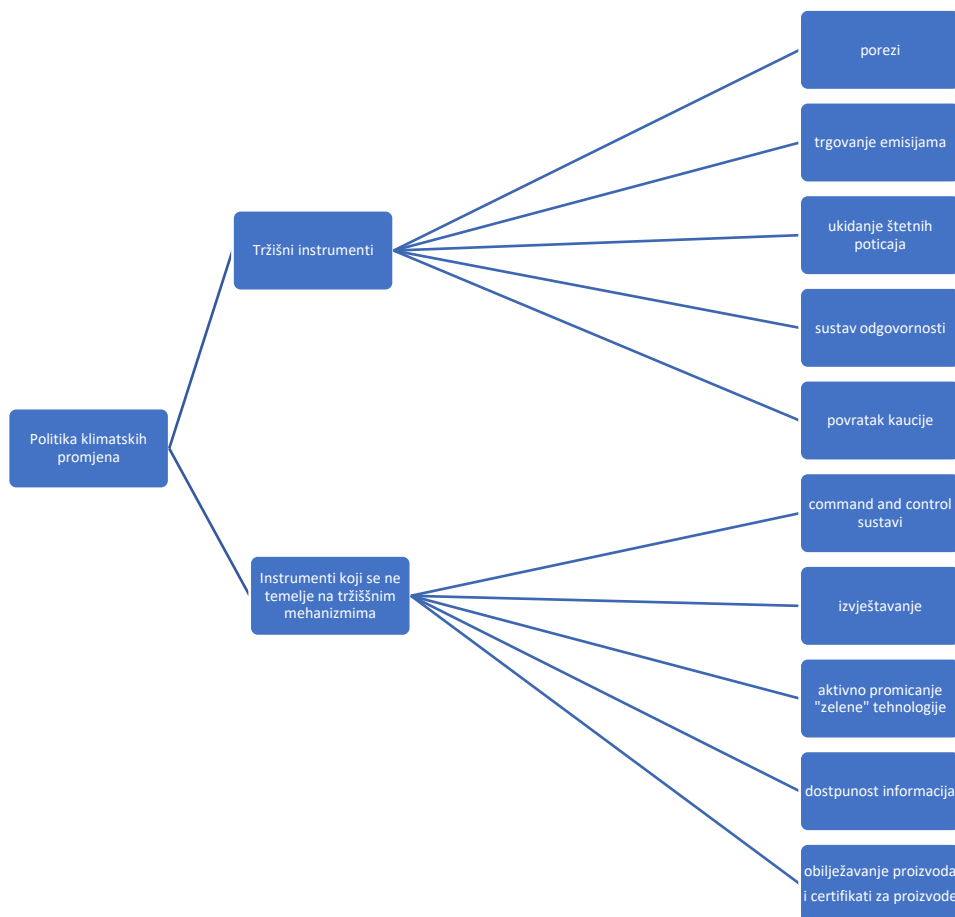 Politika klimatskih
promjena
Tržišni instrumenti
porezi
trgovanje emisijama
ukidanje štetnih
poticaja
sustav odgovornosti
povratak kaucije
Instrumenti koji se ne
temelje na tržiššnim
mehanizmima
command and control
sustavi
izvještavanje
aktivno promicanje
"zelene" tehnologije
dostpunost informacija
obilježavanje proizvoda
i certifikati za proizvode